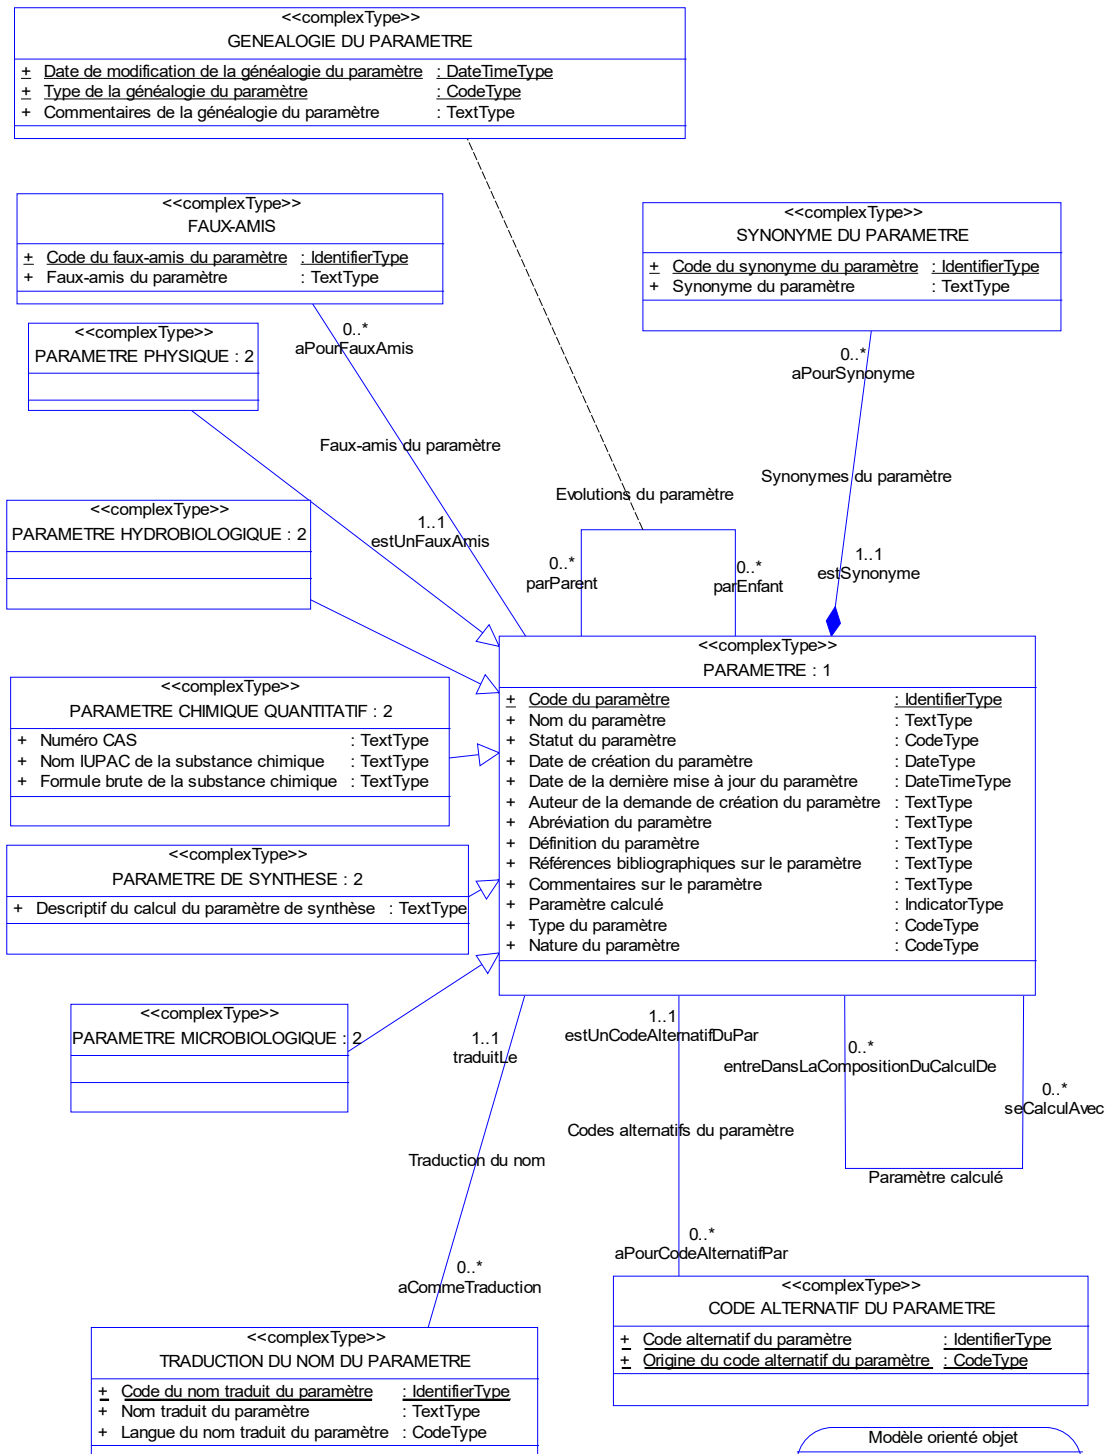 <<complexType>>
GENEALOGIE DU PARAMETRE
+ Date de modification de la généalogie du paramètre : DateTimeType
+ Type de la généalogie du paramètre : CodeType
+ Commentaires de la généalogie du paramètre : TextType
<<complexType>>
FAUX-AMIS
+ Code du faux-amis du paramètre : IdentifierType
+ Faux-amis du paramètre : TextType
<<complexType>>
SYNONYME DU PARAMETRE
+ Code du synonyme du paramètre : IdentifierType
+ Synonyme du paramètre : TextType
0..*
aPourFauxAmis
<<complexType>>
PARAMETRE PHYSIQUE : 2
0..*
aPourSynonyme
Faux-amis du paramètre
Synonymes du paramètre
Evolutions du paramètre
<<complexType>>
PARAMETRE HYDROBIOLOGIQUE : 2
1..1
estUnFauxAmis
0..*
parParent
0..*
parEnfant
1..1
estSynonyme
<<complexType>>
PARAMETRE : 1
+ Code du paramètre : IdentifierType
+ Nom du paramètre : TextType
+ Statut du paramètre : CodeType
+ Date de création du paramètre : DateType
+ Date de la dernière mise à jour du paramètre : DateTimeType
+ Auteur de la demande de création du paramètre : TextType
+ Abréviation du paramètre : TextType
+ Définition du paramètre : TextType
+ Références bibliographiques sur le paramètre : TextType
+ Commentaires sur le paramètre : TextType
+ Paramètre calculé : IndicatorType
+ Type du paramètre : CodeType
+ Nature du paramètre : CodeType
<<complexType>>
PARAMETRE CHIMIQUE QUANTITATIF : 2
+ Numéro CAS : TextType
+ Nom IUPAC de la substance chimique : TextType
+ Formule brute de la substance chimique : TextType
<<complexType>>
PARAMETRE DE SYNTHESE : 2
+ Descriptif du calcul du paramètre de synthèse : TextType
<<complexType>>
PARAMETRE MICROBIOLOGIQUE : 2
1..1
traduitLe
1..1
estUnCodeAlternatifDuPar
0..*
entreDansLaCompositionDuCalculDe
0..*
seCalculAvec
Codes alternatifs du paramètre
Traduction du nom
Paramètre calculé
0..*
aPourCodeAlternatifPar
0..*
aCommeTraduction
<<complexType>>
CODE ALTERNATIF DU PARAMETRE
+ Code alternatif du paramètre : IdentifierType
+ Origine du code alternatif du paramètre : CodeType
<<complexType>>
TRADUCTION DU NOM DU PARAMETRE
+ Code du nom traduit du paramètre : IdentifierType
+ Nom traduit du paramètre : TextType
+ Langue du nom traduit du paramètre : CodeType
Modèle orienté objet